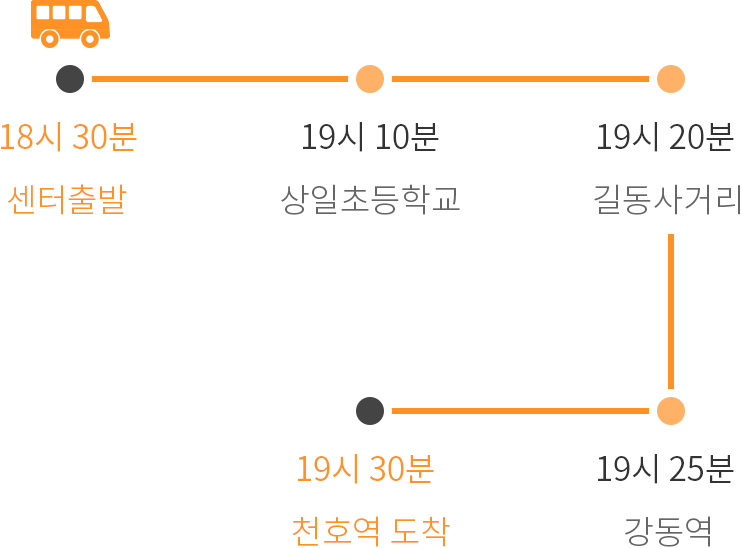 18시 30분
센터출발
19시 10분
상일초등학교
19시 20분
길동사거리
19시 25분
강동역
19시 30분
천호역 도착